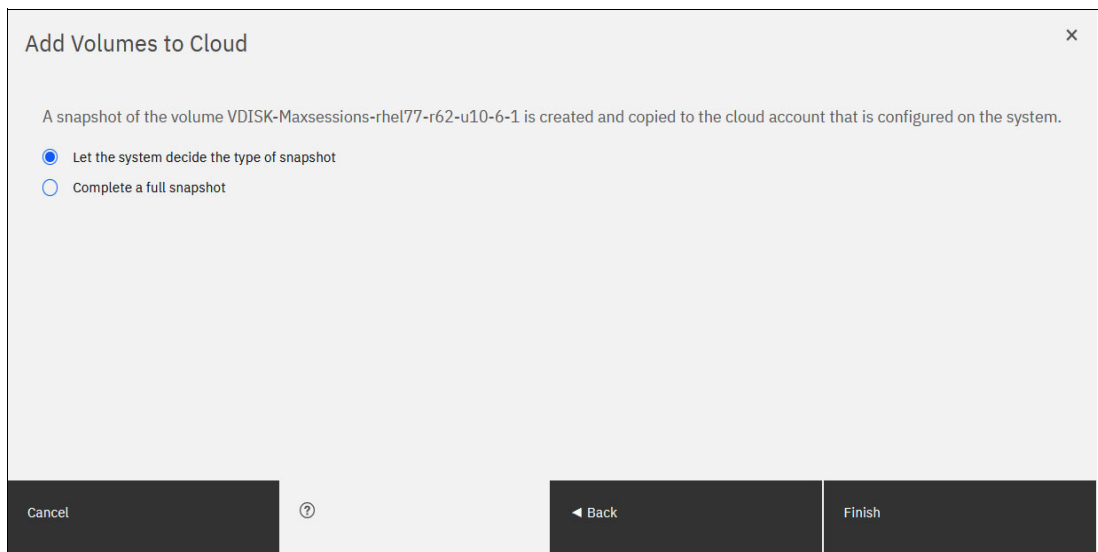 Add Volumes to Cloud
×
A snapshot of the volume VDISK-Maxsessions-rhel77-r62-u10-6-1 is created and copied to the cloud account that is configured on the system.
Let the system decide the type of snapshot
Complete a full snapshot
Cancel
?
◄ Back
Finish